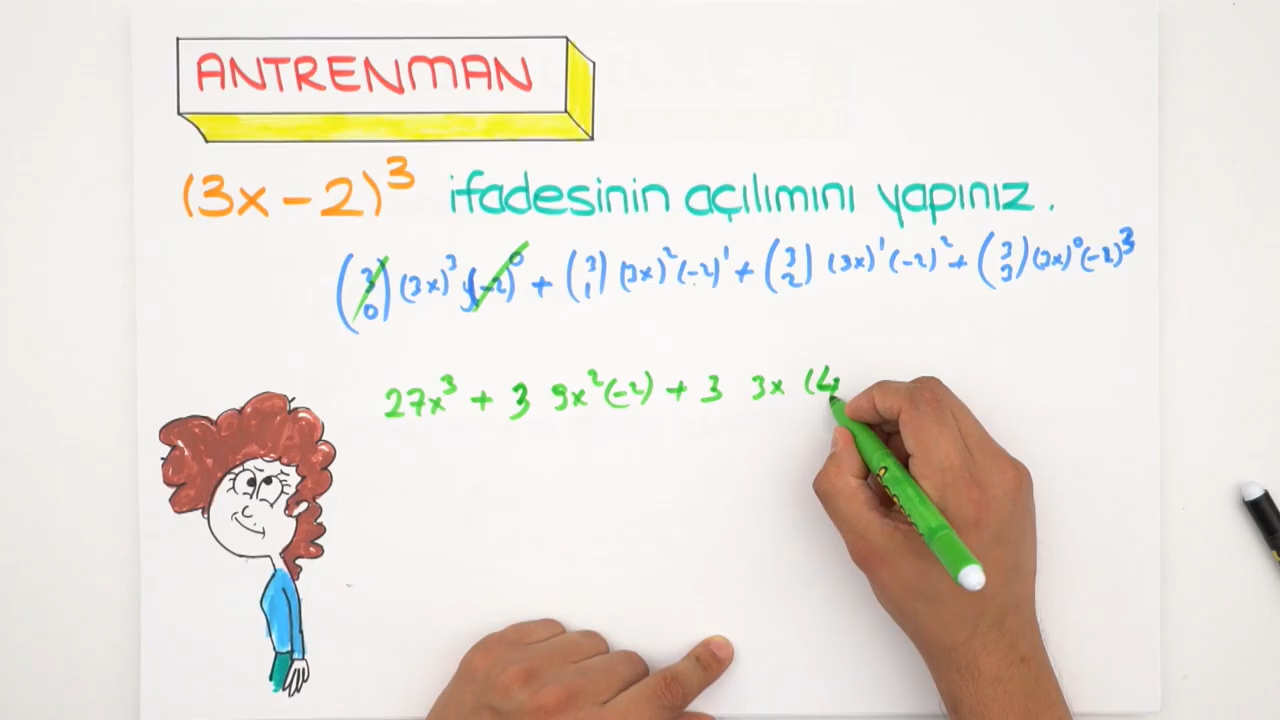 ANTRENMAN
(3x - 2)³ ifadesinin açılımını yapınız.
(3 0) (3x)³ (-2)⁰ + (3 1) (3x)² (-2)¹ + (3 2) (3x)¹ (-2)² + (3 3) (3x)⁰ (-2)³
27x³ + 3 9x² (-2) + 3 3x (4